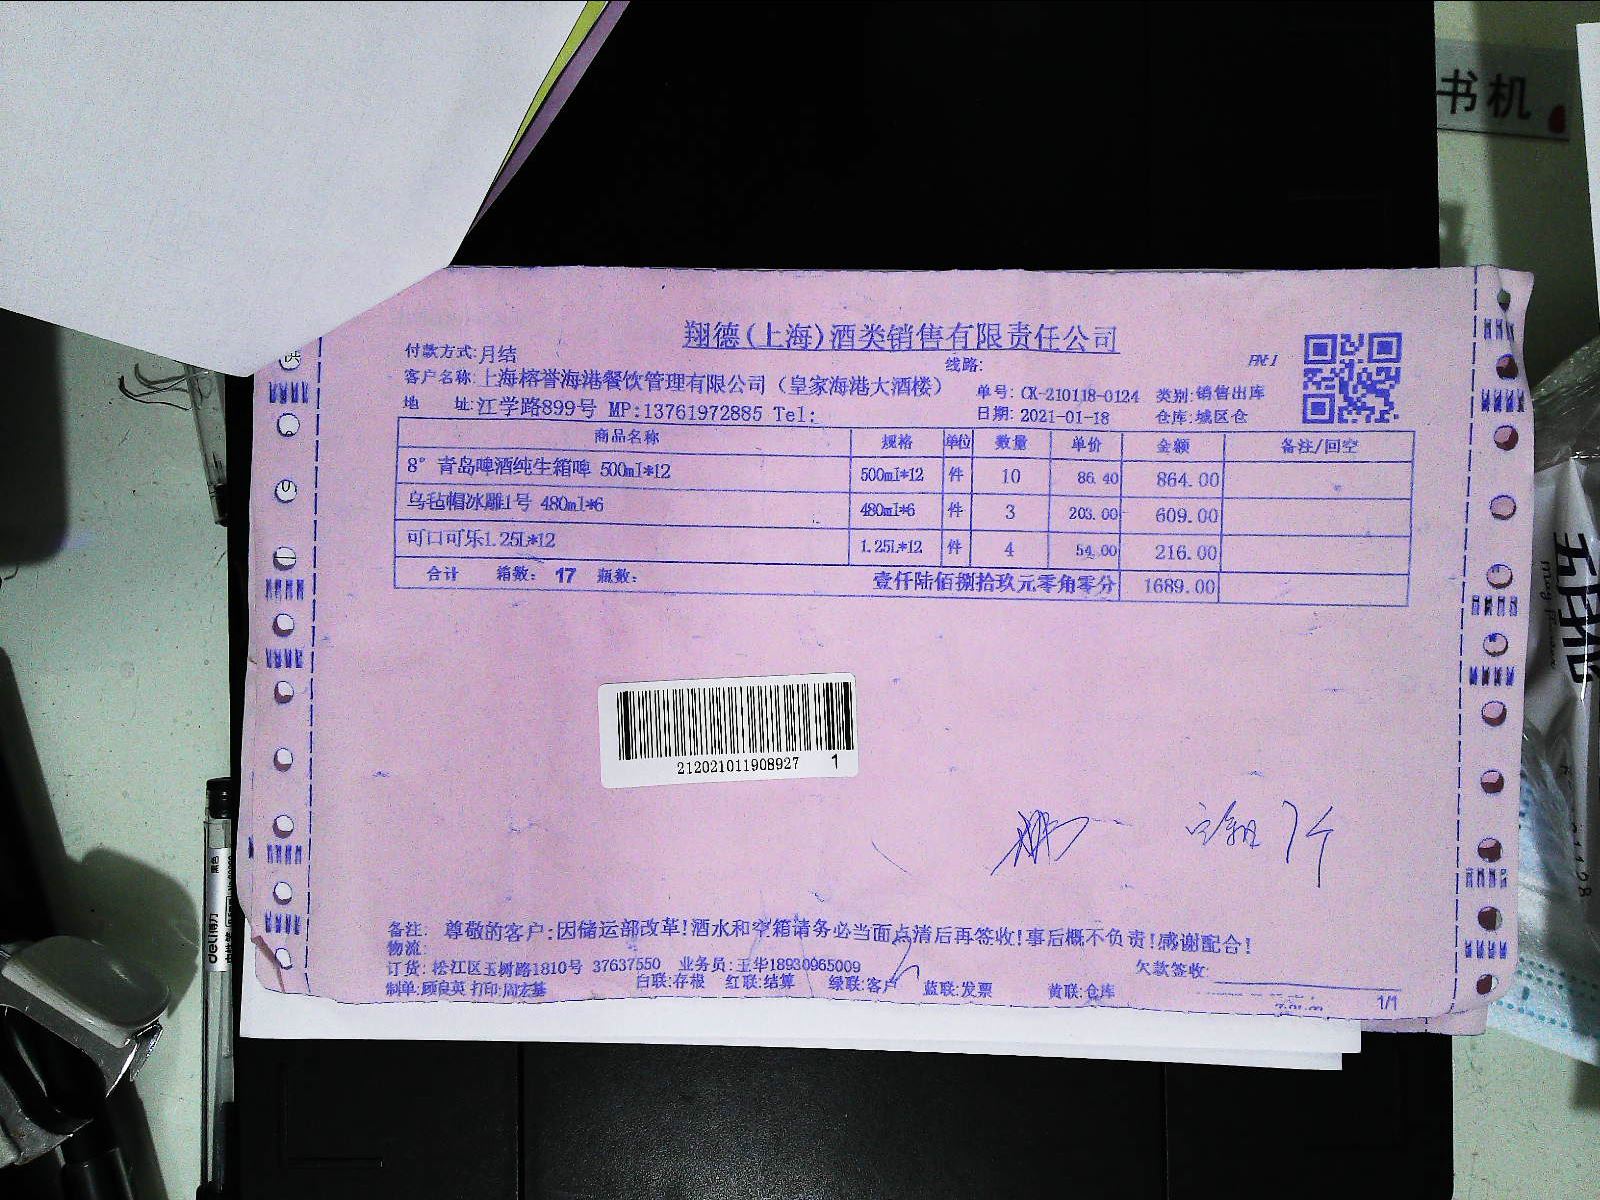 书机
翔德(上海)酒类销售有限责任公司
付款方式:月结
线路:
客户名称:上海榕誉海港餐饮管理有限公司（皇家海港大酒楼）
单号: CK-210118-0124 类别:销售出库
地 址:江学路899号 MP:13761972885 Tel:
日期: 2021-01-18 仓库:城区仓
商品名称 规格 单位 数量 单价 金额 备注/回空
8° 青岛啤酒纯生箱啤 500ml*12 500ml*12 件 10 86.40 864.00
乌毡帽冰雕1号 480ml*6 480ml*6 件 3 203.00 609.00
可口可乐1.25L*12 1.25L*12 件 4 54.00 216.00
合计 箱数: 17 瓶数: 壹仟陆佰捌拾玖元零角零分 1689.00
212021011908927 1
备注: 尊敬的客户:因储运部改革!酒水和空箱请务必当面点清后再签收!事后概不负责!感谢配合!
物流:
订货: 松江区玉树路1810号 37637550 业务员:王华18930965009 欠款签收:
制单:顾良英 打印:周宏基 白联:存根 红联:结算 绿联:客户 蓝联:发票 黄联:仓库 1/1
deli得力
五月花